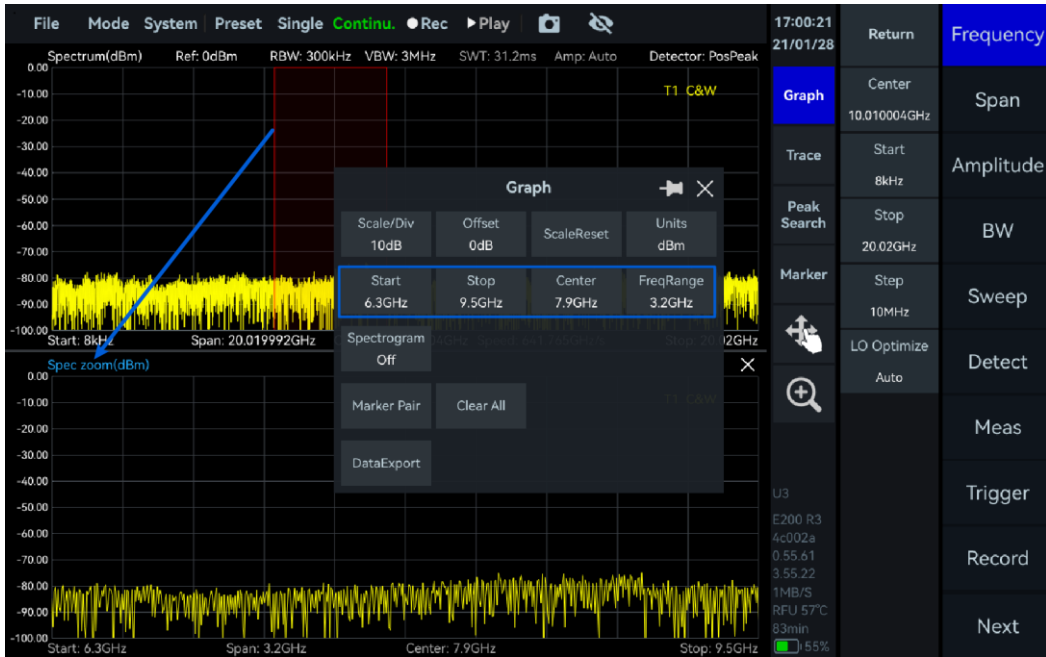 File Mode System Preset Single Continu. Rec Play
Spectrum(dBm) Ref: 0dBm RBW: 300kHz VBW: 3MHz SWT: 31.2ms Amp: Auto Detector: PosPeak
0.00
-10.00
-20.00
-30.00
-40.00
-50.00
-60.00
-70.00
-80.00
-90.00
-100.00
T1 C&W
Start: 8kHz Span: 20.019992GHz
Spec zoom(dBm)
0.00
-10.00
-20.00
-30.00
-40.00
-50.00
-60.00
-70.00
-80.00
-90.00
-100.00
T1 C&W
Start: 6.3GHz Span: 3.2GHz Center: 7.9GHz Stop: 9.5GHz
Graph
Scale/Div Offset ScaleReset Units
10dB 0dB dBm
Start Stop Center FreqRange
6.3GHz 9.5GHz 7.9GHz 3.2GHz
Spectrogram
Off
Marker Pair Clear All
DataExport
17:00:21
21/01/28
Graph
Trace
Peak
Search
Marker
U3
E200 R3
4c002a
0.55.61
3.55.22
1MB/S
RFU 57°C
83min
55%
Return
Center
10.010004GHz
Start
8kHz
Stop
20.02GHz
Step
10MHz
LO Optimize
Auto
Frequency
Span
Amplitude
BW
Sweep
Detect
Meas
Trigger
Record
Next